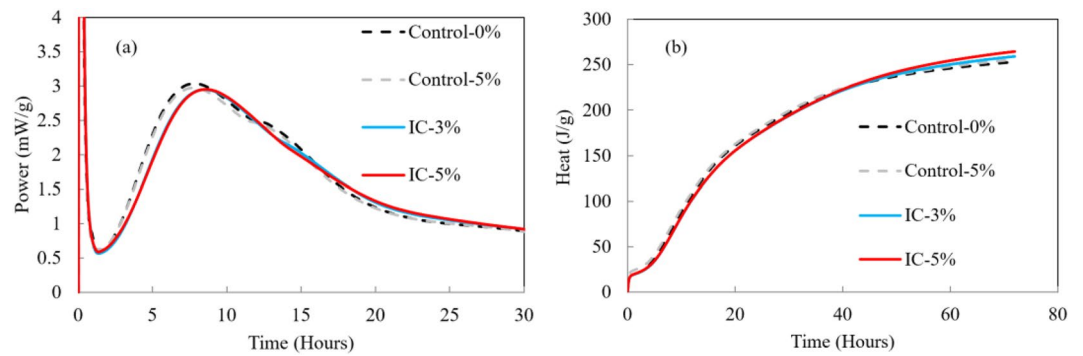 (a)
Power (mW/g)
4
3.5
3
2.5
2
1.5
1
0.5
0
0 5 10 15 20 25 30
Time (Hours)
Control-0%
Control-5%
IC-3%
IC-5%
(b)
Heat (J/g)
300
250
200
150
100
50
0
0 20 40 60 80
Time (Hours)
Control-0%
Control-5%
IC-3%
IC-5%